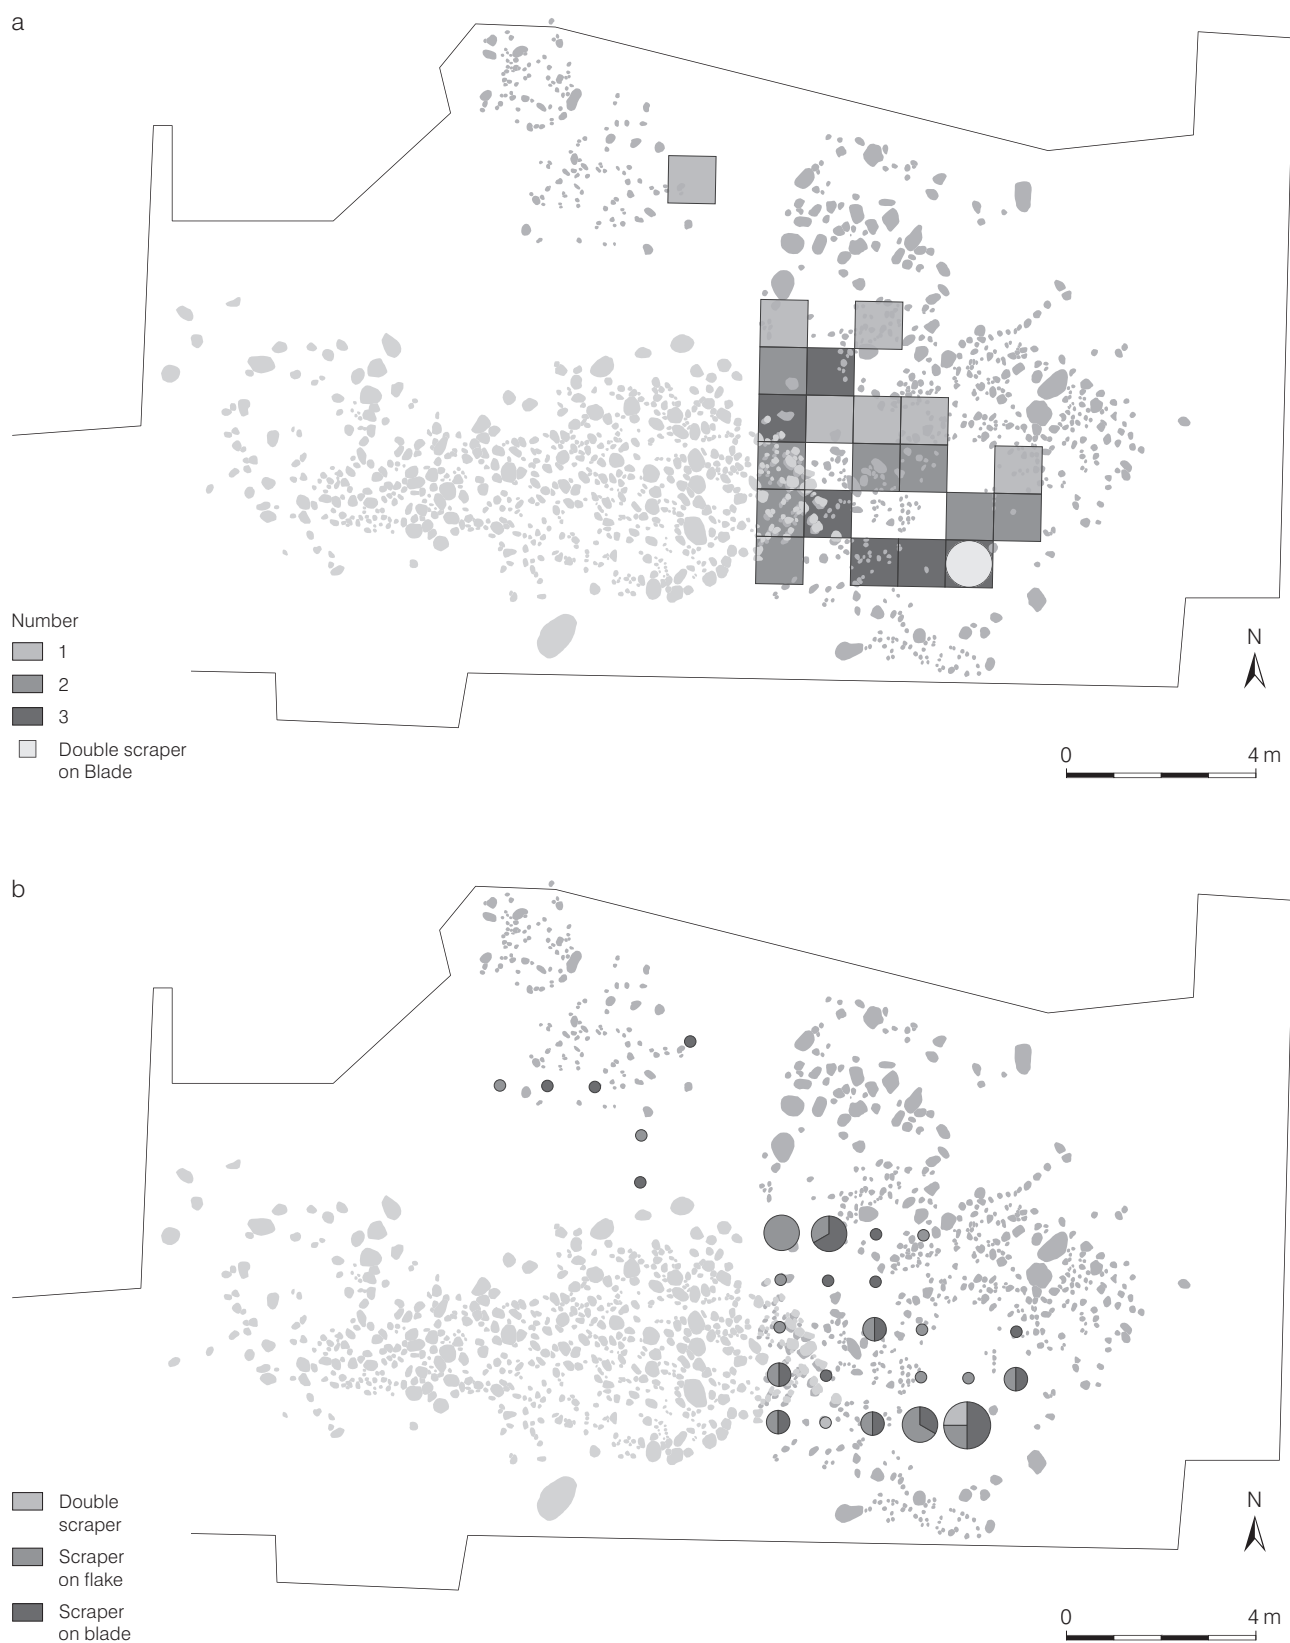 a
Number
1
2
3
Double scraper
on Blade
N
0 4 m
b
Double
scraper
Scraper
on flake
Scraper
on blade
N
0 4 m